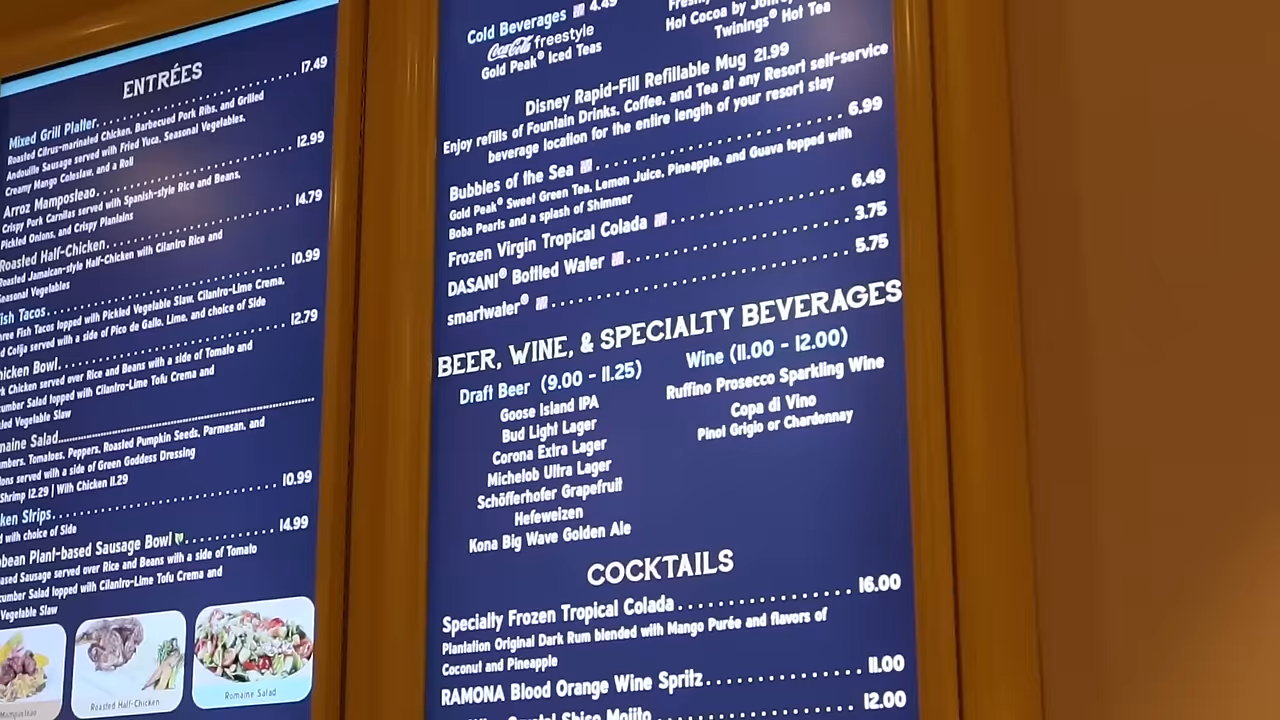 ENTRÉES
Mixed Grill Platter 17.49
Roasted Citrus-marinated Chicken, Barbecued Pork Ribs, and Grilled
Andouille Sausage served with Fried Yuca, Seasonal Vegetables,
Creamy Mango Coleslaw, and a Roll
Arroz Mamposteao 12.99
Crispy Pork Carnitas served with Spanish-style Rice and Beans,
Pickled Onions, and Crispy Plantains
Roasted Half-Chicken 14.79
Roasted Jamaican-style Half-Chicken with Cilantro Rice and
Seasonal Vegetables
ish Tacos 10.99
hree Fish Tacos topped with Pickled Vegetable Slaw, Cilantro-Lime Crema,
d Cotija served with a side of Pico de Gallo, Lime, and choice of Side
hicken Bowl 12.79
k Chicken served over Rice and Beans with a side of Tomato and
cumber Salad topped with Cilantro-Lime Tofu Crema and
led Vegetable Slaw
maine Salad
mbers, Tomatoes, Peppers, Roasted Pumpkin Seeds, Parmesan, and
ons served with a side of Green Goddess Dressing
Shrimp 12.29 | With Chicken 11.29
ken Strips 10.99
d with choice of Side
bean Plant-based Sausage Bowl 14.99
ased Sausage served over Rice and Beans with a side of Tomato
cumber Salad topped with Cilantro-Lime Tofu Crema and
Vegetable Slaw
Roasted Half-Chicken
Romaine Salad
Cold Beverages 4.49
Coca-Cola freestyle
Gold Peak® Iced Teas
Hot Cocoa by
Twinings® Hot Tea
Disney Rapid-Fill Refillable Mug 21.99
Enjoy refills of Fountain Drinks, Coffee, and Tea at any Resort self-service
beverage location for the entire length of your resort stay
Bubbles of the Sea 6.99
Gold Peak® Sweet Green Tea, Lemon Juice, Pineapple, and Guava topped with
Boba Pearls and a splash of Shimmer
Frozen Virgin Tropical Colada 6.49
DASANI® Bottled Water 3.75
smartwater® 5.75
BEER, WINE, & SPECIALTY BEVERAGES
Draft Beer (9.00 - 11.25)
Goose Island IPA
Bud Light Lager
Corona Extra Lager
Michelob Ultra Lager
Schöfferhofer Grapefruit
Hefeweizen
Kona Big Wave Golden Ale
Wine (11.00 - 12.00)
Ruffino Prosecco Sparkling Wine
Copa di Vino
Pinot Grigio or Chardonnay
COCKTAILS
Specialty Frozen Tropical Colada 16.00
Plantation Original Dark Rum blended with Mango Purée and flavors of
Coconut and Pineapple
RAMONA Blood Orange Wine Spritz 11.00
Crystal Shiso Mojito 12.00